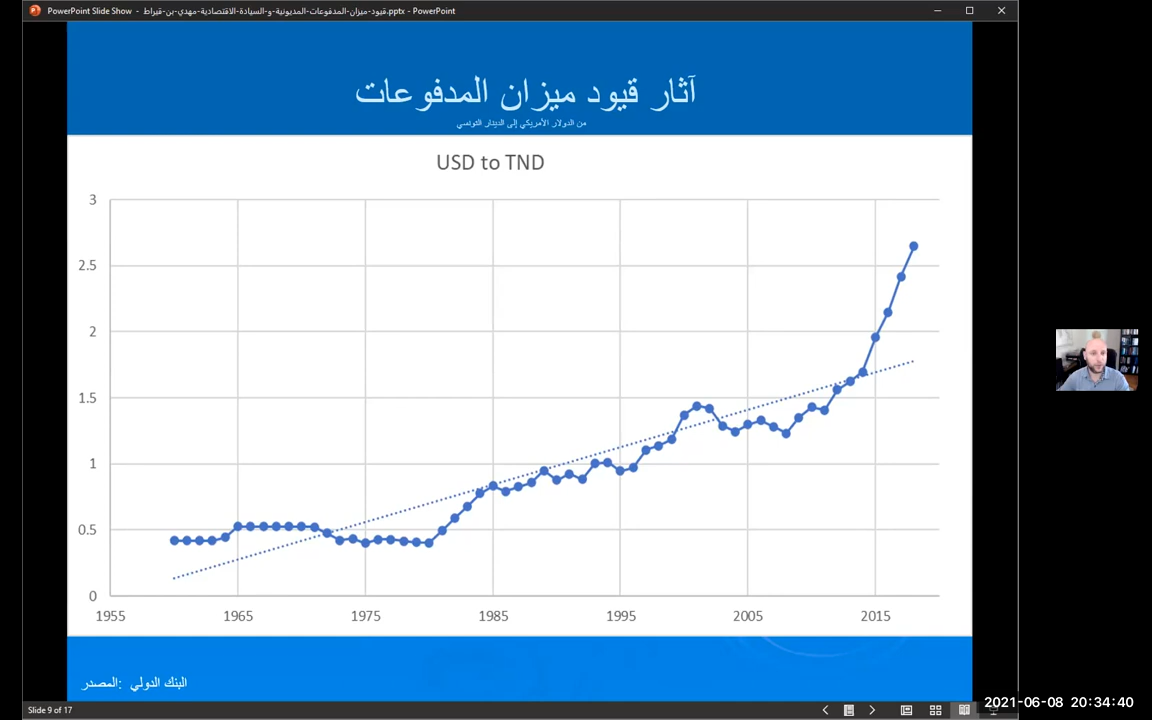 PowerPoint Slide Show - قيود-ميزان-المدفوعات-المديونية-و-السيادة-الاقتصادية-مهدي-بن-قيراط.pptx - PowerPoint
آثار قيود ميزان المدفوعات
من الدولار الأمريكي إلى الدينار التونسي
USD to TND
3
2.5
2
1.5
1
0.5
0
1955 1965 1975 1985 1995 2005 2015
البنك الدولي :المصدر
Slide 9 of 17
2021-06-08 20:34:40